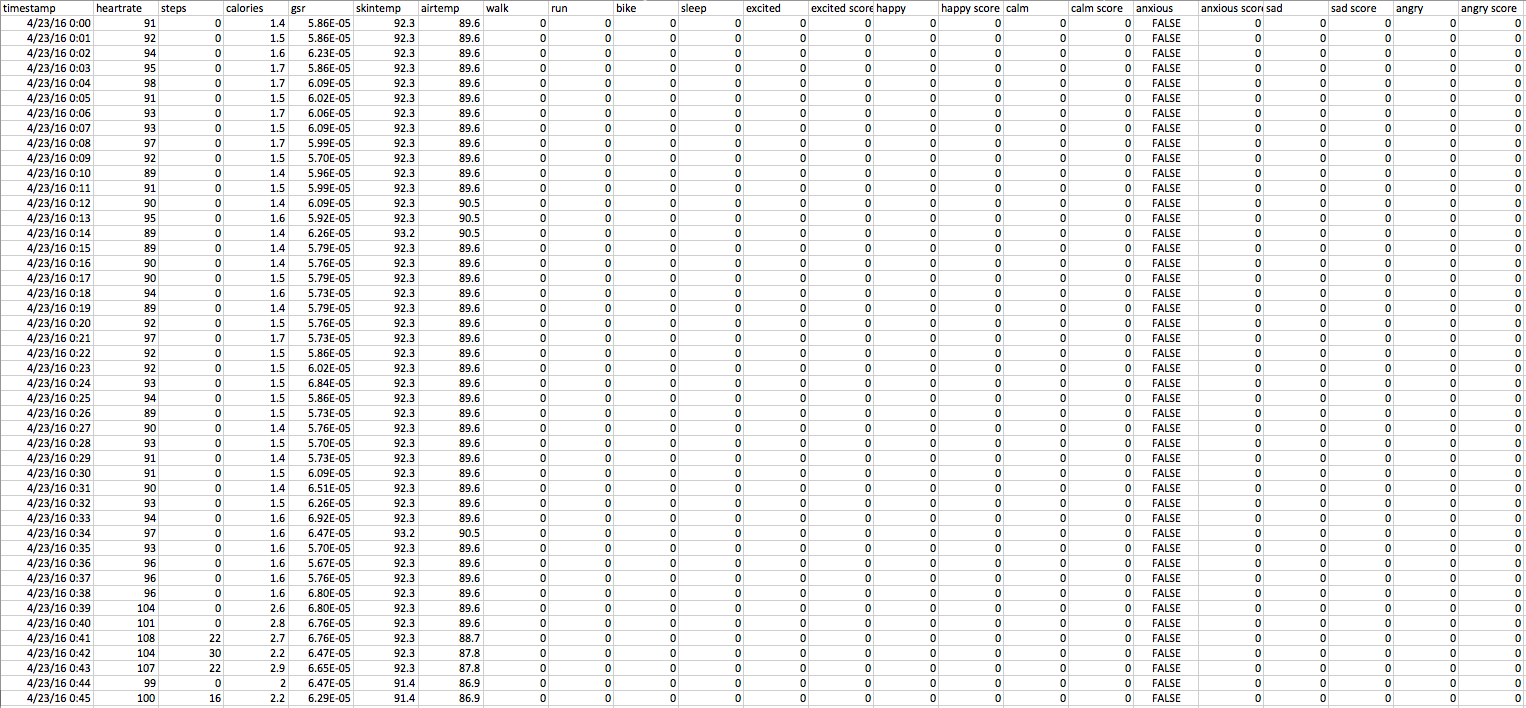 timestamp heartrate steps calories gsr skintemp airtemp walk run bike sleep excited excited score happy happy score calm calm score anxious anxious scor sad sad score angry angry score
4/23/16 0:00 91 0 1.4 5.86E-05 92.3 89.6 0 0 0 0 0 0 0 0 0 0 FALSE 0 0 0 0 0
4/23/16 0:01 92 0 1.5 5.86E-05 92.3 89.6 0 0 0 0 0 0 0 0 0 0 FALSE 0 0 0 0 0
4/23/16 0:02 94 0 1.6 6.23E-05 92.3 89.6 0 0 0 0 0 0 0 0 0 0 FALSE 0 0 0 0 0
4/23/16 0:03 95 0 1.7 5.86E-05 92.3 89.6 0 0 0 0 0 0 0 0 0 0 FALSE 0 0 0 0 0
4/23/16 0:04 98 0 1.7 6.09E-05 92.3 89.6 0 0 0 0 0 0 0 0 0 0 FALSE 0 0 0 0 0
4/23/16 0:05 91 0 1.5 6.02E-05 92.3 89.6 0 0 0 0 0 0 0 0 0 0 FALSE 0 0 0 0 0
4/23/16 0:06 93 0 1.7 6.06E-05 92.3 89.6 0 0 0 0 0 0 0 0 0 0 FALSE 0 0 0 0 0
4/23/16 0:07 93 0 1.5 6.09E-05 92.3 89.6 0 0 0 0 0 0 0 0 0 0 FALSE 0 0 0 0 0
4/23/16 0:08 97 0 1.7 5.99E-05 92.3 89.6 0 0 0 0 0 0 0 0 0 0 FALSE 0 0 0 0 0
4/23/16 0:09 92 0 1.5 5.70E-05 92.3 89.6 0 0 0 0 0 0 0 0 0 0 FALSE 0 0 0 0 0
4/23/16 0:10 89 0 1.4 5.96E-05 92.3 89.6 0 0 0 0 0 0 0 0 0 0 FALSE 0 0 0 0 0
4/23/16 0:11 91 0 1.5 5.99E-05 92.3 89.6 0 0 0 0 0 0 0 0 0 0 FALSE 0 0 0 0 0
4/23/16 0:12 90 0 1.4 6.09E-05 92.3 90.5 0 0 0 0 0 0 0 0 0 0 FALSE 0 0 0 0 0
4/23/16 0:13 95 0 1.6 5.92E-05 92.3 90.5 0 0 0 0 0 0 0 0 0 0 FALSE 0 0 0 0 0
4/23/16 0:14 89 0 1.4 6.26E-05 93.2 90.5 0 0 0 0 0 0 0 0 0 0 FALSE 0 0 0 0 0
4/23/16 0:15 89 0 1.4 5.79E-05 92.3 89.6 0 0 0 0 0 0 0 0 0 0 FALSE 0 0 0 0 0
4/23/16 0:16 90 0 1.4 5.76E-05 92.3 89.6 0 0 0 0 0 0 0 0 0 0 FALSE 0 0 0 0 0
4/23/16 0:17 90 0 1.5 5.79E-05 92.3 89.6 0 0 0 0 0 0 0 0 0 0 FALSE 0 0 0 0 0
4/23/16 0:18 94 0 1.6 5.73E-05 92.3 89.6 0 0 0 0 0 0 0 0 0 0 FALSE 0 0 0 0 0
4/23/16 0:19 89 0 1.4 5.79E-05 92.3 89.6 0 0 0 0 0 0 0 0 0 0 FALSE 0 0 0 0 0
4/23/16 0:20 92 0 1.5 5.76E-05 92.3 89.6 0 0 0 0 0 0 0 0 0 0 FALSE 0 0 0 0 0
4/23/16 0:21 97 0 1.7 5.73E-05 92.3 89.6 0 0 0 0 0 0 0 0 0 0 FALSE 0 0 0 0 0
4/23/16 0:22 92 0 1.5 5.86E-05 92.3 89.6 0 0 0 0 0 0 0 0 0 0 FALSE 0 0 0 0 0
4/23/16 0:23 92 0 1.5 6.02E-05 92.3 89.6 0 0 0 0 0 0 0 0 0 0 FALSE 0 0 0 0 0
4/23/16 0:24 93 0 1.5 6.84E-05 92.3 89.6 0 0 0 0 0 0 0 0 0 0 FALSE 0 0 0 0 0
4/23/16 0:25 94 0 1.5 5.86E-05 92.3 89.6 0 0 0 0 0 0 0 0 0 0 FALSE 0 0 0 0 0
4/23/16 0:26 89 0 1.5 5.73E-05 92.3 89.6 0 0 0 0 0 0 0 0 0 0 FALSE 0 0 0 0 0
4/23/16 0:27 90 0 1.4 5.76E-05 92.3 89.6 0 0 0 0 0 0 0 0 0 0 FALSE 0 0 0 0 0
4/23/16 0:28 93 0 1.5 5.70E-05 92.3 89.6 0 0 0 0 0 0 0 0 0 0 FALSE 0 0 0 0 0
4/23/16 0:29 91 0 1.4 5.73E-05 92.3 89.6 0 0 0 0 0 0 0 0 0 0 FALSE 0 0 0 0 0
4/23/16 0:30 91 0 1.5 6.09E-05 92.3 89.6 0 0 0 0 0 0 0 0 0 0 FALSE 0 0 0 0 0
4/23/16 0:31 90 0 1.4 6.51E-05 92.3 89.6 0 0 0 0 0 0 0 0 0 0 FALSE 0 0 0 0 0
4/23/16 0:32 93 0 1.5 6.26E-05 92.3 89.6 0 0 0 0 0 0 0 0 0 0 FALSE 0 0 0 0 0
4/23/16 0:33 94 0 1.6 6.92E-05 92.3 89.6 0 0 0 0 0 0 0 0 0 0 FALSE 0 0 0 0 0
4/23/16 0:34 97 0 1.6 6.47E-05 93.2 90.5 0 0 0 0 0 0 0 0 0 0 FALSE 0 0 0 0 0
4/23/16 0:35 93 0 1.6 5.70E-05 92.3 89.6 0 0 0 0 0 0 0 0 0 0 FALSE 0 0 0 0 0
4/23/16 0:36 96 0 1.6 5.67E-05 92.3 89.6 0 0 0 0 0 0 0 0 0 0 FALSE 0 0 0 0 0
4/23/16 0:37 96 0 1.6 5.76E-05 92.3 89.6 0 0 0 0 0 0 0 0 0 0 FALSE 0 0 0 0 0
4/23/16 0:38 96 0 1.6 6.80E-05 92.3 89.6 0 0 0 0 0 0 0 0 0 0 FALSE 0 0 0 0 0
4/23/16 0:39 104 0 2.6 6.80E-05 92.3 89.6 0 0 0 0 0 0 0 0 0 0 FALSE 0 0 0 0 0
4/23/16 0:40 101 0 2.8 6.76E-05 92.3 89.6 0 0 0 0 0 0 0 0 0 0 FALSE 0 0 0 0 0
4/23/16 0:41 108 22 2.7 6.76E-05 92.3 88.7 0 0 0 0 0 0 0 0 0 0 FALSE 0 0 0 0 0
4/23/16 0:42 104 30 2.2 6.47E-05 92.3 87.8 0 0 0 0 0 0 0 0 0 0 FALSE 0 0 0 0 0
4/23/16 0:43 107 22 2.9 6.65E-05 92.3 87.8 0 0 0 0 0 0 0 0 0 0 FALSE 0 0 0 0 0
4/23/16 0:44 99 0 2 6.47E-05 91.4 86.9 0 0 0 0 0 0 0 0 0 0 FALSE 0 0 0 0 0
4/23/16 0:45 100 16 2.2 6.29E-05 91.4 86.9 0 0 0 0 0 0 0 0 0 0 FALSE 0 0 0 0 0